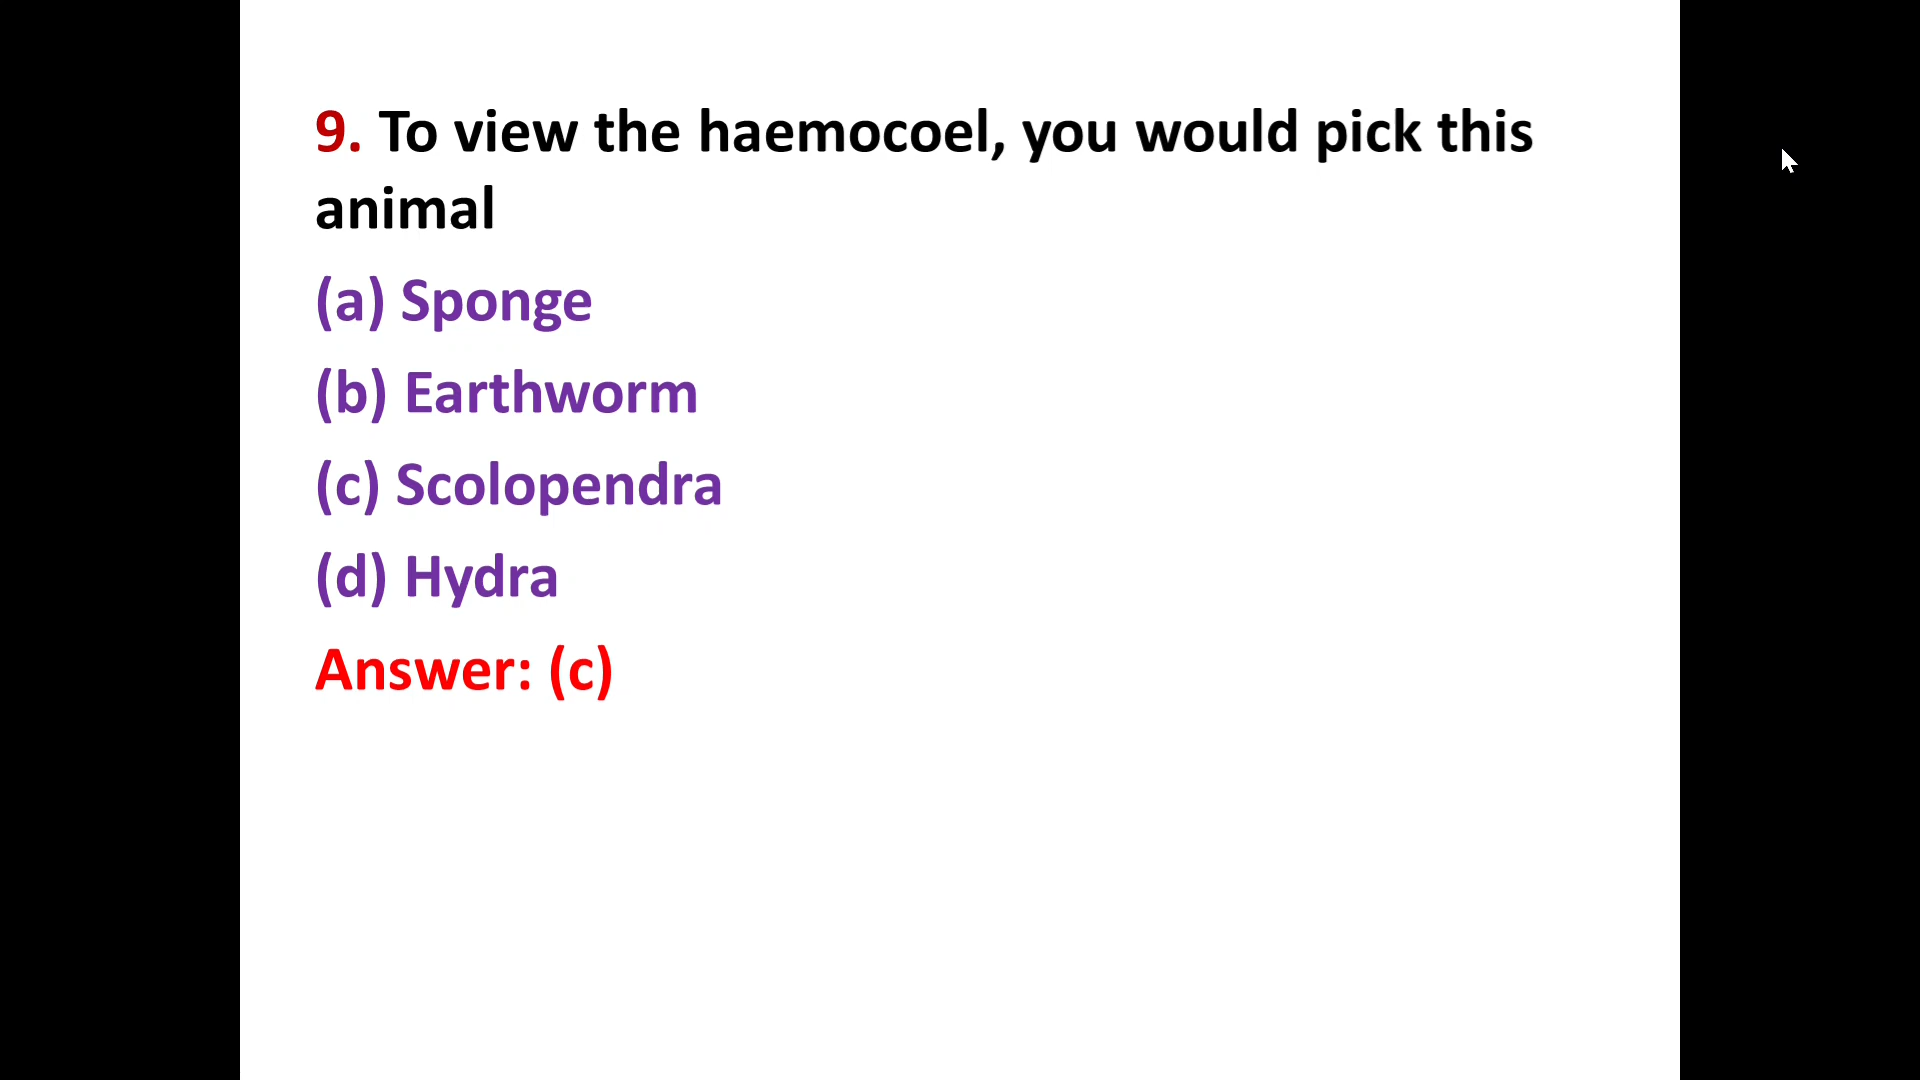 9. To view the haemocoel, you would pick this
animal
(a) Sponge
(b) Earthworm
(c) Scolopendra
(d) Hydra
Answer: (c)